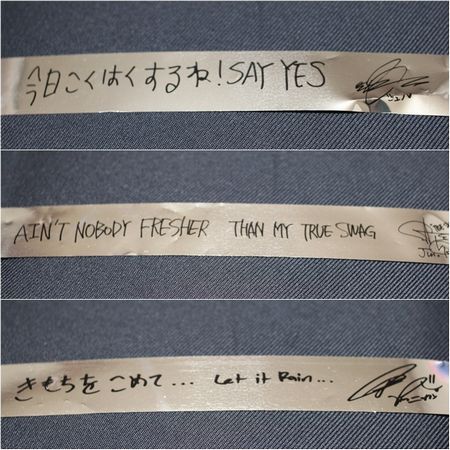 今日こくはくするね!SAY YES
AIN'T NOBODY FRESHER THAN MY TRUE SWAG
きもちをこめて... Let it Rain...